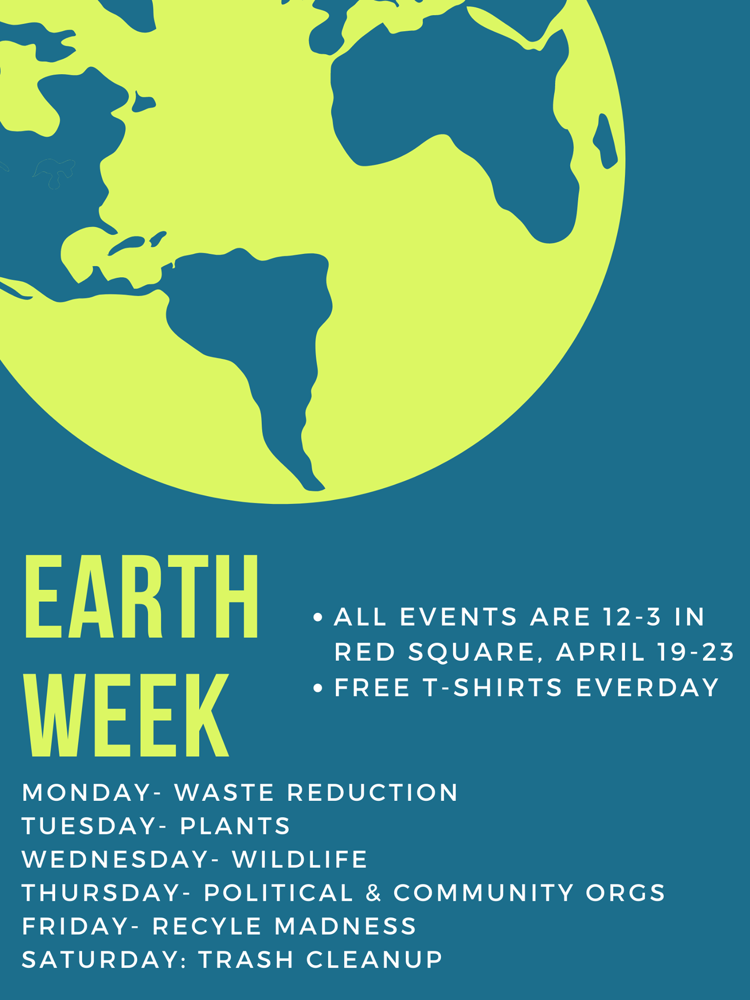 EARTH
WEEK
• ALL EVENTS ARE 12-3 IN
RED SQUARE, APRIL 19-23
• FREE T-SHIRTS EVERDAY
MONDAY- WASTE REDUCTION
TUESDAY- PLANTS
WEDNESDAY- WILDLIFE
THURSDAY- POLITICAL & COMMUNITY ORGS
FRIDAY- RECYLE MADNESS
SATURDAY: TRASH CLEANUP